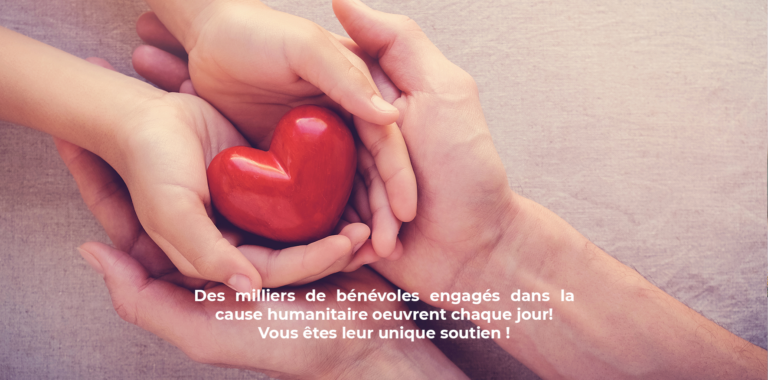 Des milliers de bénévoles engagés dans la
cause humanitaire oeuvrent chaque jour!
Vous êtes leur unique soutien !